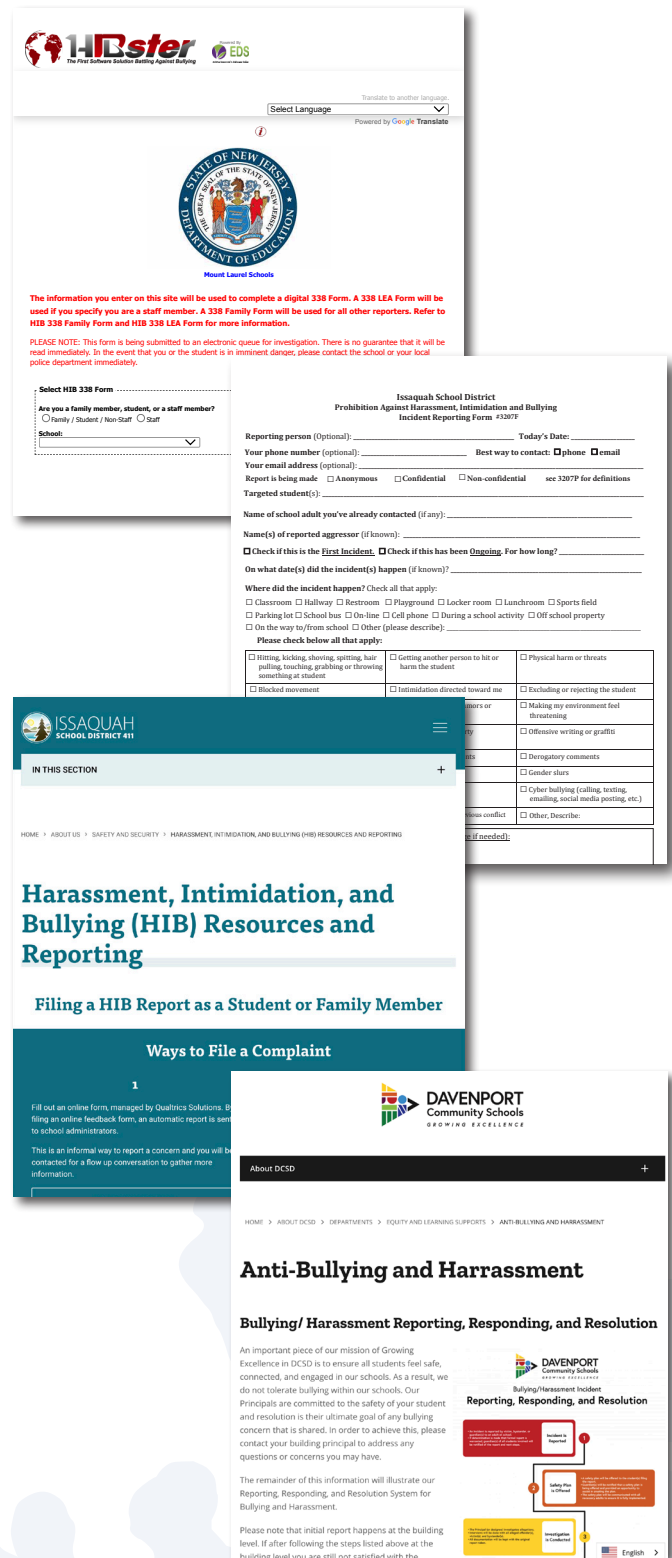 HIBster
The First Software Solution Battling Against Bullying
Powered By
EDS
Translate to another language.
Select Language
Powered by Google Translate
STATE OF NEW JERSEY
THE GREAT SEAL OF THE STATE OF NEW JERSEY
DEPARTMENT OF EDUCATION
Mount Laurel Schools
The information you enter on this site will be used to complete a digital 338 Form. A 338 LEA Form will be
used if you specify you are a staff member. A 338 Family Form will be used for all other reporters. Refer to
HIB 338 Family Form and HIB 338 LEA Form for more information.
PLEASE NOTE: This form is being submitted to an electronic queue for investigation. There is no guarantee that it will be
read immediately. In the event that you or the student is in imminent danger, please contact the school or your local
police department immediately.
Select HIB 338 Form
Are you a family member, student, or a staff member?
Family / Student / Non-Staff Staff
School:
Issaquah School District
Prohibition Against Harassment, Intimidation and Bullying
Incident Reporting Form #3207F
Reporting person (Optional): Today's Date:
Your phone number (optional): Best way to contact: phone email
Your email address (optional):
Report is being made Anonymous Confidential Non-confidential see 3207P for definitions
Targeted student(s):
Name of school adult you've already contacted (if any):
Name(s) of reported aggressor (if known):
Check if this is the First Incident. Check if this has been Ongoing. For how long?
On what date(s) did the incident(s) happen (if known)?
Where did the incident happen? Check all that apply:
Classroom Hallway Restroom Playground Locker room Lunchroom Sports field
Parking lot School bus On-line Cell phone During a school activity Off school property
On the way to/from school Other (please describe):
Please check below all that apply:
Hitting, kicking, shoving, spitting, hair
pulling, touching, grabbing or throwing
something at student
Getting another person to hit or
harm the student
Physical harm or threats
Blocked movement
Intimidation directed toward me
Excluding or rejecting the student
umors or
Making my environment feel
threatening
rty
Offensive writing or graffiti
nts
Derogatory comments
Gender slurs
Cyber bullying (calling, texting,
emailing, social media posting, etc.)
vious conflict
Other, Describe:
e if needed):
ISSAQUAH
SCHOOL DISTRICT 411
IN THIS SECTION +
HOME > ABOUT US > SAFETY AND SECURITY > HARASSMENT, INTIMIDATION, AND BULLYING (HIB) RESOURCES AND REPORTING
Harassment, Intimidation, and
Bullying (HIB) Resources and
Reporting
Filing a HIB Report as a Student or Family Member
Ways to File a Complaint
1
Fill out an online form, managed by Qualtrics Solutions. B
filing an online feedback form, an automatic report is sent
to school administrators.
This is an informal way to report a concern and you will be
contacted for a flow up conversation to gather more
information.
DAVENPORT
Community Schools
GROWING EXCELLENCE
About DCSD +
HOME > ABOUT DCSD > DEPARTMENTS > EQUITY AND LEARNING SUPPORTS > ANTI-BULLYING AND HARRASSMENT
Anti-Bullying and Harrassment
Bullying/ Harassment Reporting, Responding, and Resolution
An important piece of our mission of Growing
Excellence in DCSD is to ensure all students feel safe,
connected, and engaged in our schools. As a result, we
do not tolerate bullying within our schools. Our
Principals are committed to the safety of your student
and resolution is their ultimate goal of any bullying
concern that is shared. In order to achieve this, please
contact your building principal to address any
questions or concerns you may have.
The remainder of this information will illustrate our
Reporting, Responding, and Resolution System for
Bullying and Harassment.
Please note that initial report happens at the building
level. If after following the steps listed above at the
building level you are still not satisfied with the
DAVENPORT
Community Schools
GROWING EXCELLENCE
Bullying/Harassment Incident
Reporting, Responding, and Resolution
Incident is
Reported
1
2
Safety Plan
is Offered
Investigation
is Conducted
3
English >